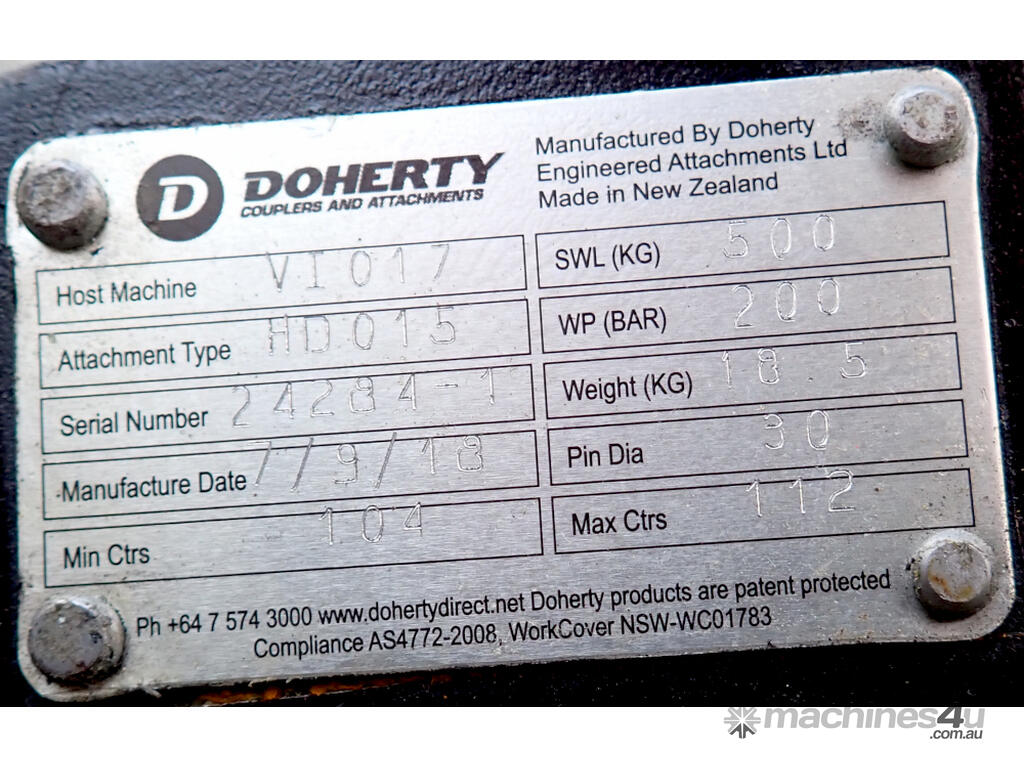 D DOHERTY
COUPLERS AND ATTACHMENTS
Manufactured By Doherty
Engineered Attachments Ltd
Made in New Zealand
Host Machine VIO17
SWL (KG) 500
Attachment Type HD015
WP (BAR) 200
Serial Number 24284-1
Weight (KG) 18.5
Manufacture Date 7/9/18
Pin Dia 30
Min Ctrs 104
Max Ctrs 112
Ph +64 7 574 3000 www.dohertydirect.net Doherty products are patent protected
Compliance AS4772-2008, WorkCover NSW-WC01783
machines4u
.com.au